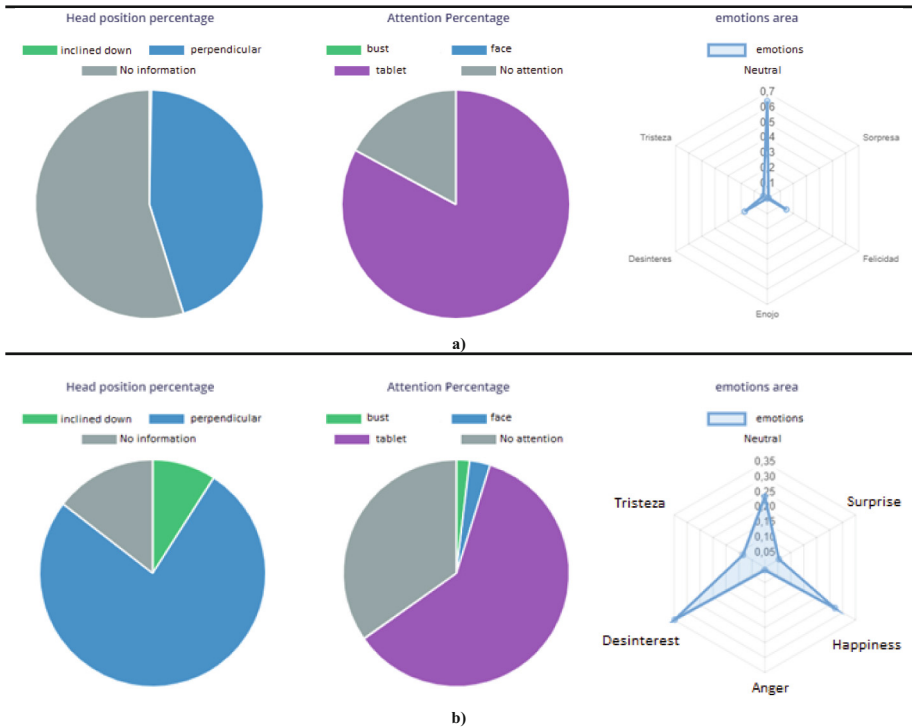 Head position percentage
Attention Percentage
emotions area
inclined down
perpendicular
bust
face
emotions
No information
tablet
No attention
Neutral
0,7
0,6
0,5
0,4
0,3
0,2
0,1
Tristeza
Sorpresa
Desinteres
Felicidad
Enojo
a)
Head position percentage
Attention Percentage
emotions area
inclined down
perpendicular
bust
face
emotions
No information
tablet
No attention
Neutral
0,35
0,30
0,25
0,20
0,15
0,10
0,05
Tristeza
Surprise
Desinterest
Happiness
Anger
b)